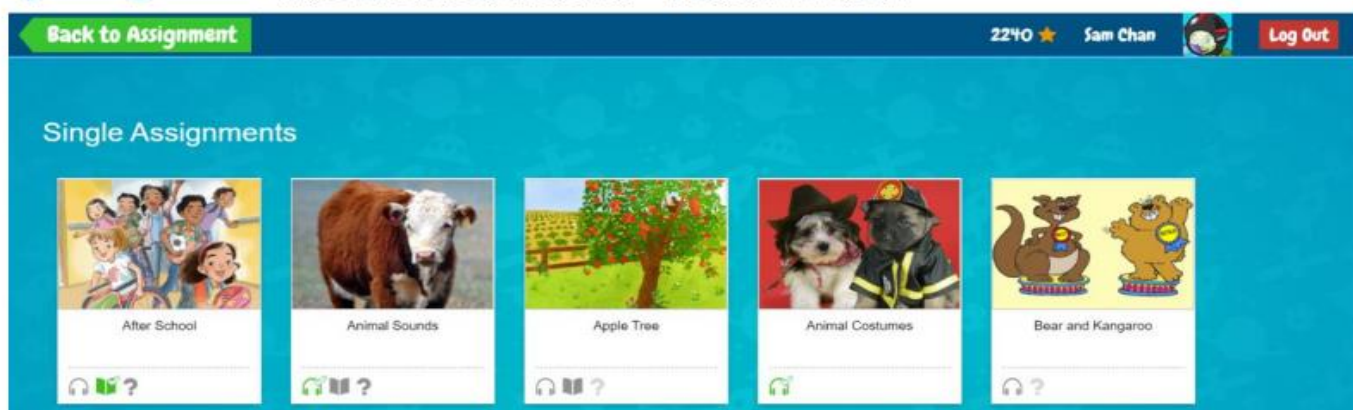 Back to Assignment
2240
Sam Chan
Log Out
Single Assignments
After School
Animal Sounds
Apple Tree
Animal Costumes
Bear and Kangaroo
?
?
?
?